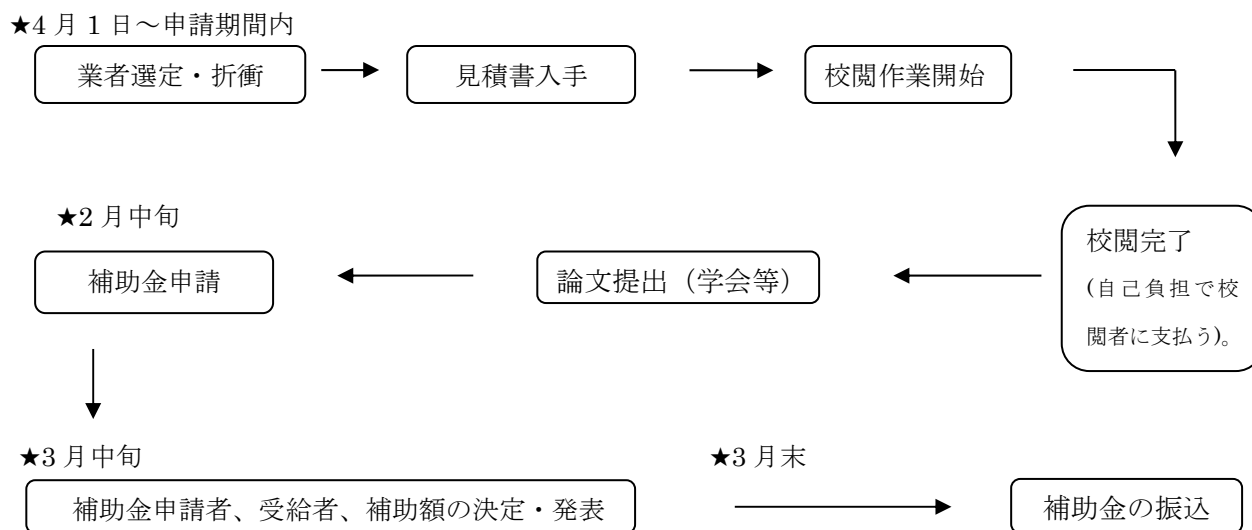 ★4月1日~申請期間内
業者選定・折衝
見積書入手
校閲作業開始
校閲完了
(自己負担で校
閲者に支払う)。
論文提出(学会等)
★2月中旬
補助金申請
★3月中旬
補助金申請者、受給者、補助額の決定・発表
★3月末
補助金の振込